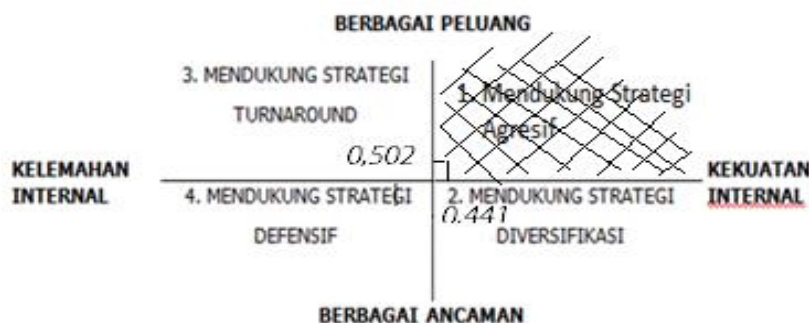 BERBAGAI PELUANG
3. MENDUKUNG STRATEGI
TURNAROUND
1. Mendukung Strategi
Agresif
0,502
KELEMAHAN
INTERNAL
KEKUATAN
INTERNAL
4. MENDUKUNG STRATEGI
DEFENSIF
2. MENDUKUNG STRATEGI
0.441
DIVERSIFIKASI
BERBAGAI ANCAMAN